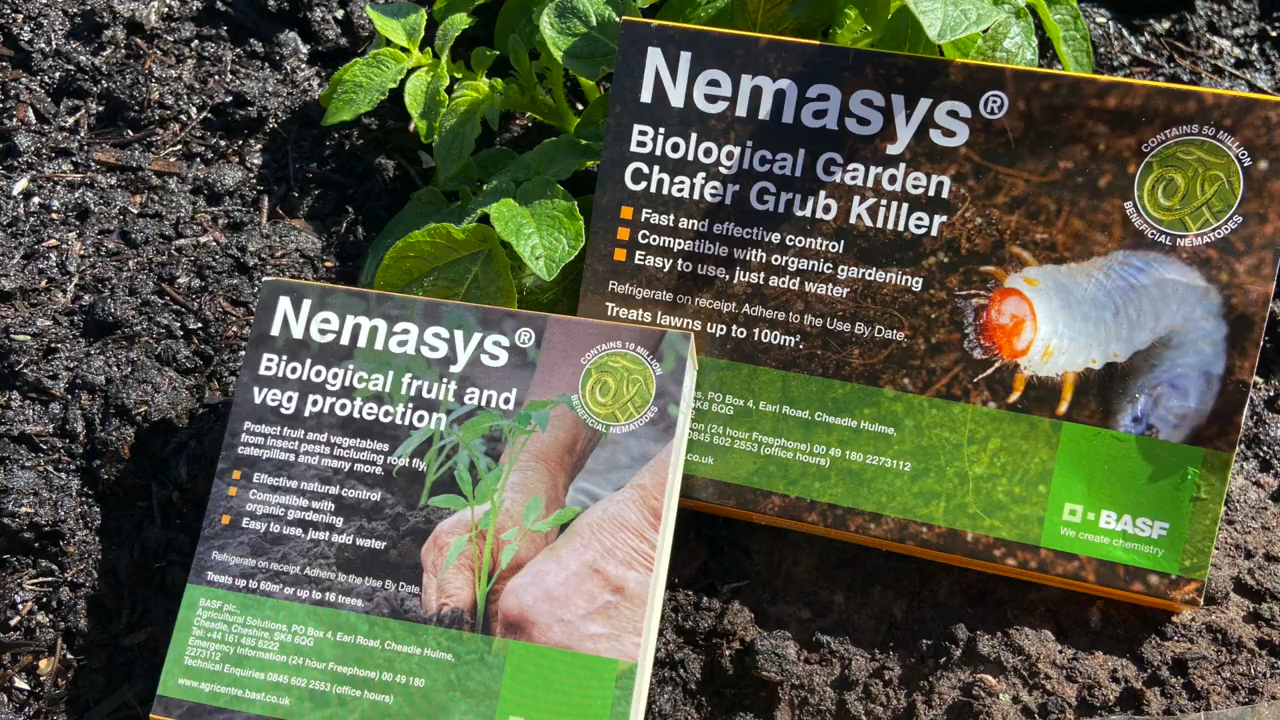 Nemasys®
Biological Garden
Chafer Grub Killer
Fast and effective control
Compatible with organic gardening
Easy to use, just add water
Refrigerate on receipt. Adhere to the Use By Date.
Treats lawns up to 100m².
CONTAINS 50 MILLION
BENEFICIAL NEMATODES
PO Box 4, Earl Road, Cheadle Hulme,
SK8 6QG
(24 hour Freephone) 00 49 180 2273112
0845 602 2553 (office hours)
.co.uk
BASF
We create chemistry
Nemasys®
Biological fruit and
veg protection
CONTAINS 10 MILLION
BENEFICIAL NEMATODES
Protect fruit and vegetables
from insect pests including root fly,
caterpillars and many more.
Effective natural control
Compatible with
organic gardening
Easy to use, just add water
Refrigerate on receipt. Adhere to the Use By Date.
Treats up to 60m² or up to 16 trees.
BASF plc.,
Agricultural Solutions, PO Box 4, Earl Road, Cheadle Hulme,
Cheadle, Cheshire, SK8 6QG
Tel: +44 161 485 6222
Emergency Information (24 hour Freephone) 00 49 180
2273112
Technical Enquiries 0845 602 2553 (office hours)
www.agricentre.basf.co.uk